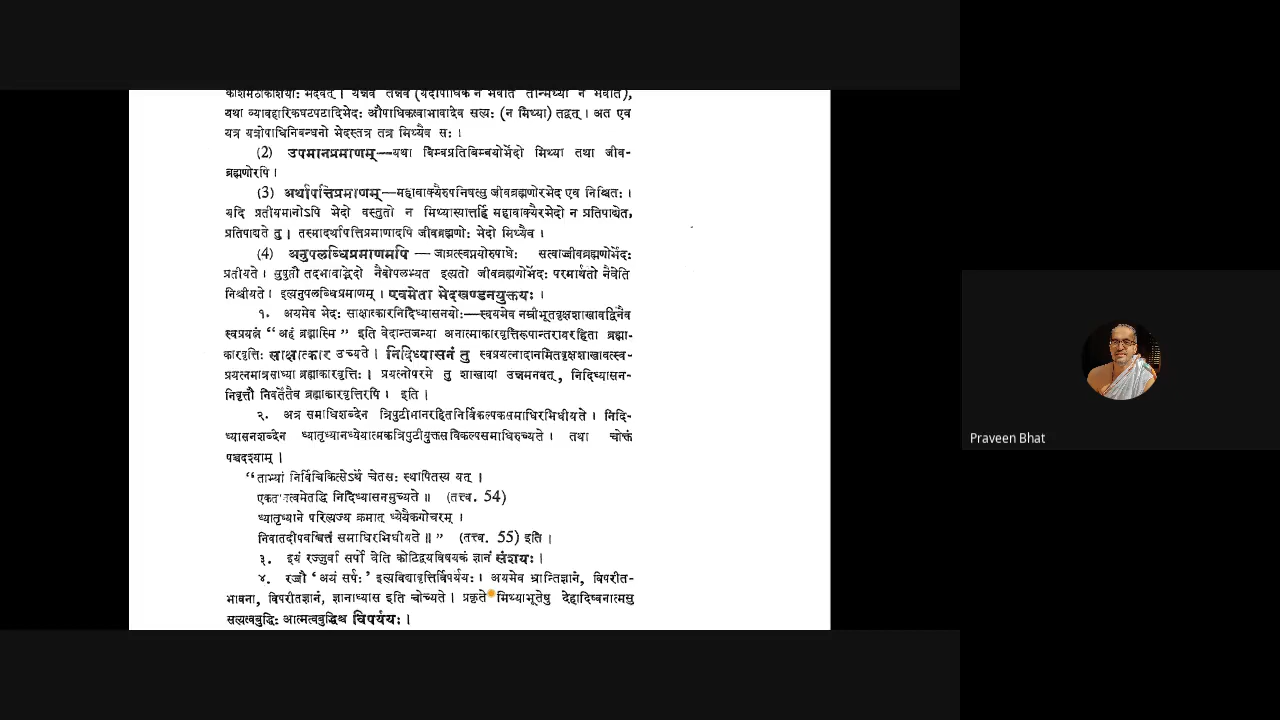 काशमठाकाशयोः भेदवत् । यन्नैवं तन्नैवं (यदौपाधिकं न भवति तन्मिथ्या न भवति),
यथा व्यावहारिकघटपटादिभेदः औपाधिकत्वाभावादेव सत्यः (न मिथ्या) तद्वत् । अत एव
यत्र यत्रोपाधिनिबन्धनो भेदस्तत्र तत्र मिथ्यैव सः ।
(2) उपमानप्रमाणम्—यथा बिम्बप्रतिबिम्बयोर्भेदो मिथ्या तथा जीव-
ब्रह्मणोरपि ।
(3) अर्थापत्तिप्रमाणम्—महावाक्यैरुपनिषत्सु जीवब्रह्मणोरभेद एव निश्चितः ।
यदि प्रतीयमानोऽपि भेदो वस्तुतो न मिथ्यास्यात्तर्हि महावाक्यैरभेदो न प्रतिपाद्येत,
प्रतिपाद्यते तु । तस्मादर्थापत्तिप्रमाणादपि जीवब्रह्मणोः भेदो मिथ्यैव ।
(4) अनुपलब्धिप्रमाणमपि —जाग्रत्स्वप्नयोरुपाधेः सत्वाज्जीवब्रह्मणोर्भेदः
प्रतीयते । सुषुप्तौ तदभावाद्भेदो नैवोपलभ्यत इत्यतो जीवब्रह्मणोर्भेदः परमार्थतो नैवेति
निश्चीयते । इत्यनुपलब्धिप्रमाणम् । एवमेता भेदखण्डनयुक्तयः ।
१. अयमेव भेदः साक्षात्कारनिदिध्यासनयोः—स्वयमेव नम्रीभूतवृक्षशाखावद्विनैव
स्वप्रयत्नं “अहं ब्रह्मास्मि” इति वेदान्तजन्या अनात्माकारवृत्तिरूपान्तरायरहिता ब्रह्मा-
कारवृत्तिः साक्षात्कार उच्यते । निदिध्यासनं तु स्वप्रयत्नादानमितवृक्षशाखावत्स्व-
प्रयत्नमात्रसाध्या ब्रह्माकारवृत्तिः । प्रयत्नोपरमे तु शाखाया उन्नमनवत्, निदिध्यासन-
निवृत्तौ निवर्तेतैव ब्रह्माकारवृत्तिरपि । इति ।
२. अत्र समाधिशब्देन त्रिपुटीभानरहितनिर्विकल्पकसमाधिरभिधीयते । निदि-
ध्यासनशब्देन ध्यातृध्यानध्येयात्मकत्रिपुटीयुक्तसविकल्पसमाधिरुच्यते । तथा चोक्तं
पञ्चदश्याम् ।
“ताभ्यां निर्विचिकित्सेऽर्थे चेतसः स्थापितस्य यत् ।
एकतानत्वमेतद्धि निदिध्यासनमुच्यते ॥ (तत्त्व. 54)
ध्यातृध्याने परित्यज्य क्रमात् ध्येयैकगोचरम् ।
निवातदीपवच्चित्तं समाधिरभिधीयते ॥” (तत्त्व. 55) इति ।
३. इयं रज्जुर्वा सर्पो वेति कोटिद्वयविषयकं ज्ञानं संशयः ।
४. रज्जौ ‘अयं सर्पः’ इत्यविद्यावृत्तिर्विपर्ययः । अयमेव भ्रान्तिज्ञानं, विपरीत-
भावना, विपरीतज्ञानं, ज्ञानाध्यास इति चोच्यते । प्रकृते मिथ्याभूतेषु देहादिष्वनात्मसु
सत्यत्वबुद्धिः आत्मत्वबुद्धिश्च विपर्ययः ।
Praveen Bhat